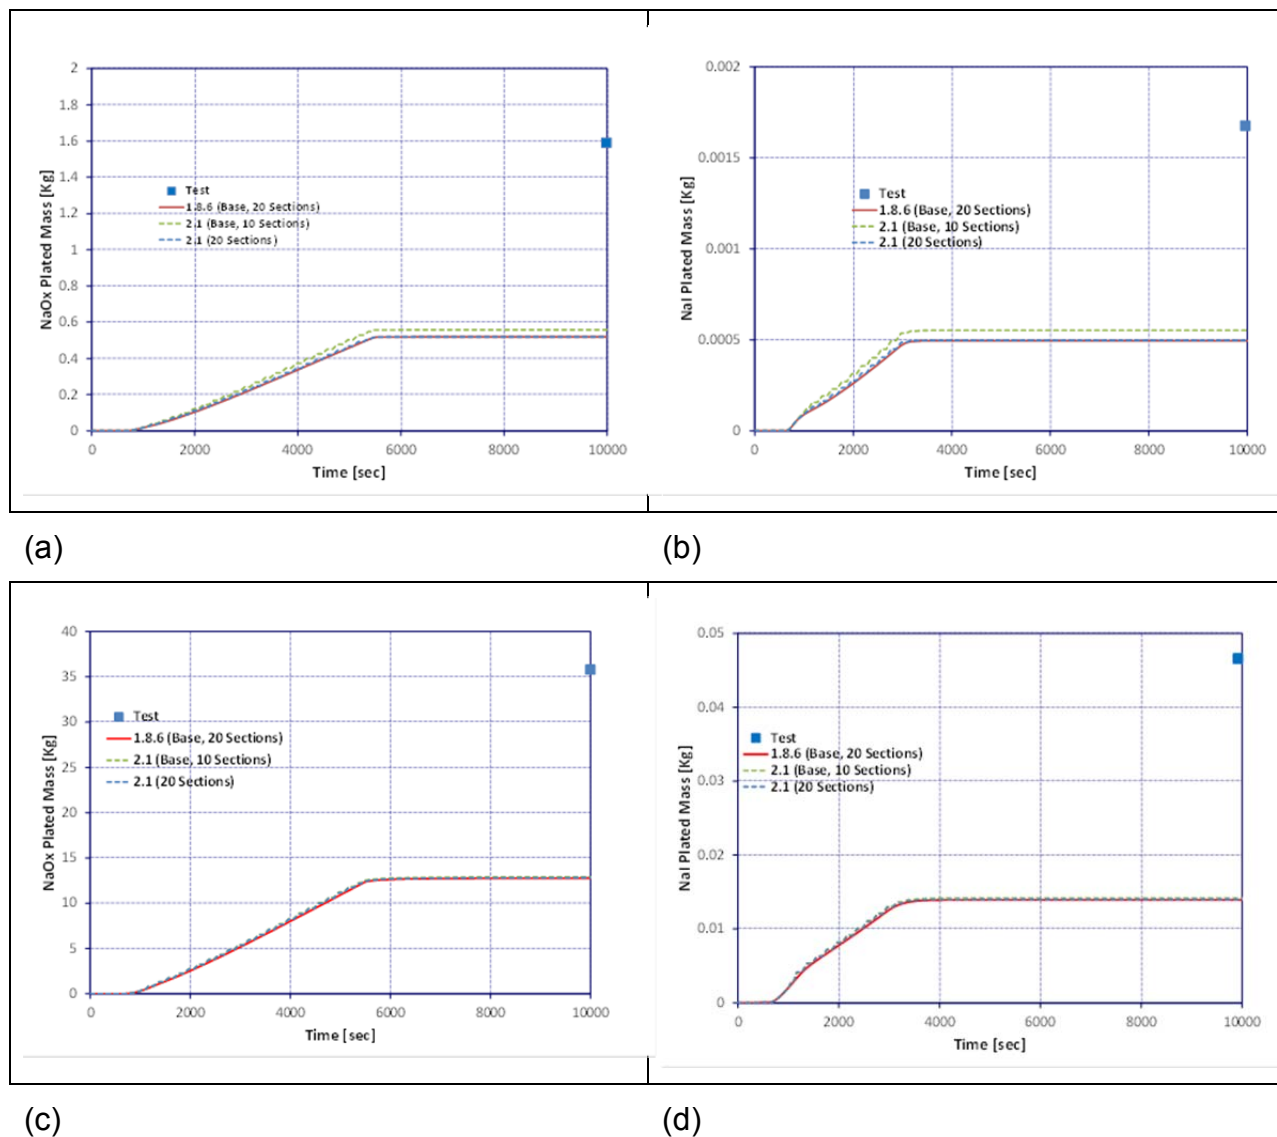 2
1.8
1.6
1.4
1.2
1
0.8
0.6
0.4
0.2
0
NaOx Plated Mass [Kg]
Test
1.8.6 (Base, 20 Sections)
2.1 (Base, 10 Sections)
2.1 (20 Sections)
0 2000 4000 6000 8000 10000
Time [sec]
0.002
0.0015
0.001
0.0005
0
NaI Plated Mass [Kg]
Test
1.8.6 (Base, 20 Sections)
2.1 (Base, 10 Sections)
2.1 (20 Sections)
0 2000 4000 6000 8000 10000
Time [sec]
(a) (b)
40
35
30
25
20
15
10
5
0
NaOx Plated Mass [Kg]
Test
1.8.6 (Base, 20 Sections)
2.1 (Base, 10 Sections)
2.1 (20 Sections)
0 2000 4000 6000 8000 10000
Time [sec]
0.05
0.04
0.03
0.02
0.01
0
NaI Plated Mass [Kg]
Test
1.8.6 (Base, 20 Sections)
2.1 (Base, 10 Sections)
2.1 (20 Sections)
0 2000 4000 6000 8000 10000
Time [sec]
(c) (d)